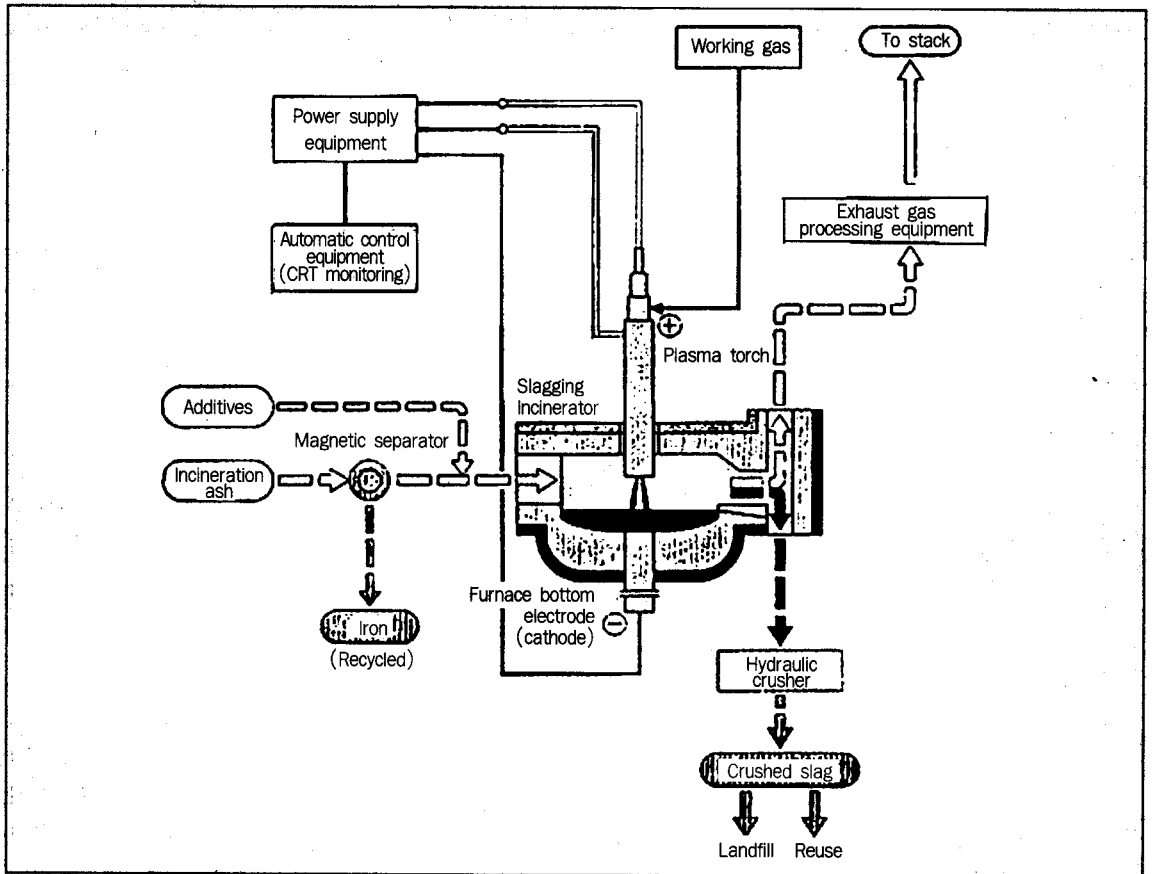 Working gas
To stack
Power supply
equipment
Exhaust gas
processing equipment
Automatic control
equipment
(CRT monitoring)
+
Plasma torch
Slagging
Incinerator
Additives
Magnetic separator
Incineration
ash
Furnace bottom
electrode
(cathode)
−
Iron
(Recycled)
Hydraulic
crusher
Crushed slag
Landfill
Reuse